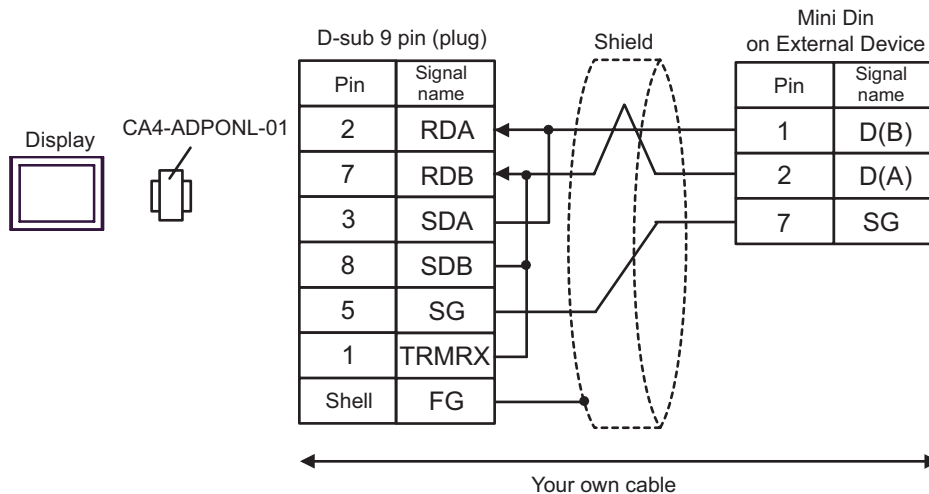 Display
CA4-ADPONL-01
D-sub 9 pin (plug)
Pin Signal name
2 RDA
7 RDB
3 SDA
8 SDB
5 SG
1 TRMRX
Shell FG
Shield
Mini Din
on External Device
Pin Signal name
1 D(B)
2 D(A)
7 SG
Your own cable